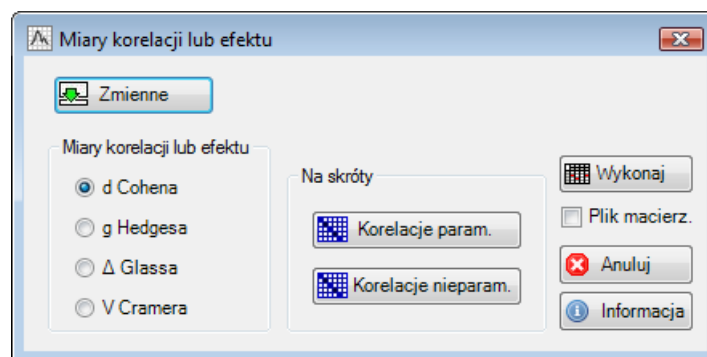 Miary korelacji lub efektu
Zmienne
Miary korelacji lub efektu
d Cohena
g Hedgesa
Δ Glassa
V Cramera
Na skróty
Korelacje param.
Korelacje nieparam.
Wykonaj
Plik macierz.
Anuluj
Informacja